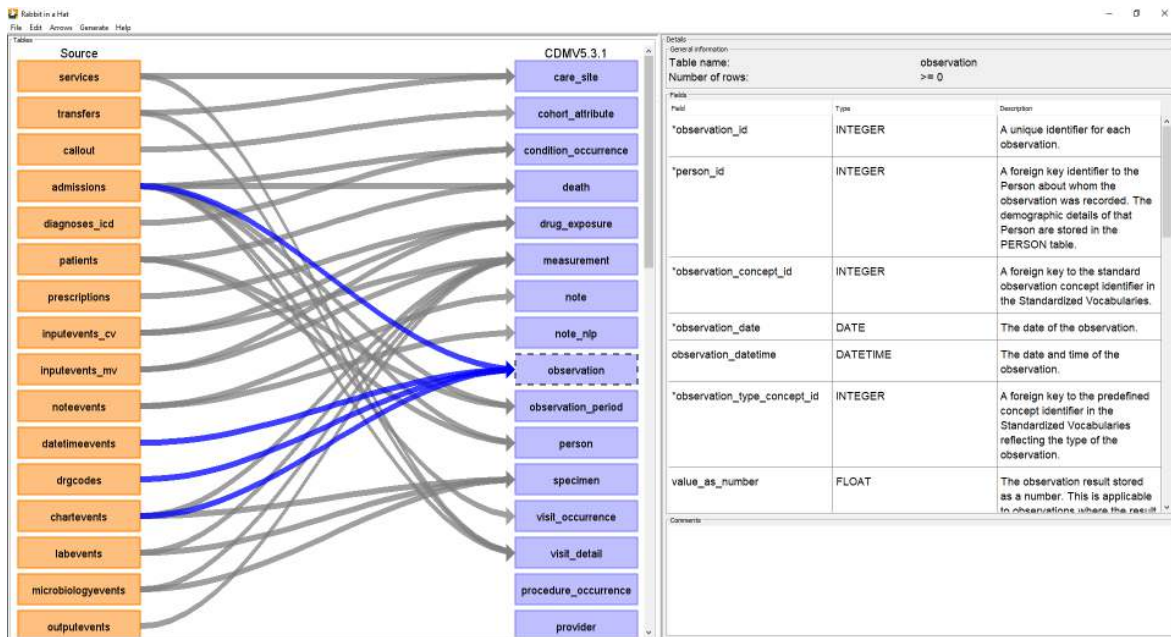 Rabbit in a Hat
File Edit Arrows Generate Help
Tables
Source
CDMV5.3.1
services
transfers
callout
admissions
diagnoses_icd
patients
prescriptions
inputevents_cv
inputevents_mv
noteevents
datetimeevents
drgcodes
chartevents
labevents
microbiologyevents
outputevents
care_site
cohort_attribute
condition_occurrence
death
drug_exposure
measurement
note
note_nlp
observation
observation_period
person
specimen
visit_occurrence
visit_detail
procedure_occurrence
provider
Details
General information
Table name: observation
Number of rows: >= 0
Fields
Field Type Description
*observation_id INTEGER A unique identifier for each
observation.
*person_id INTEGER A foreign key identifier to the
Person about whom the
observation was recorded. The
demographic details of that
Person are stored in the
PERSON table.
*observation_concept_id INTEGER A foreign key to the standard
observation concept identifier in
the Standardized Vocabularies.
*observation_date DATE The date of the observation.
observation_datetime DATETIME The date and time of the
observation.
*observation_type_concept_id INTEGER A foreign key to the predefined
concept identifier in the
Standardized Vocabularies
reflecting the type of the
observation.
value_as_number FLOAT The observation result stored
as a number. This is applicable
to observations where the result
Comments